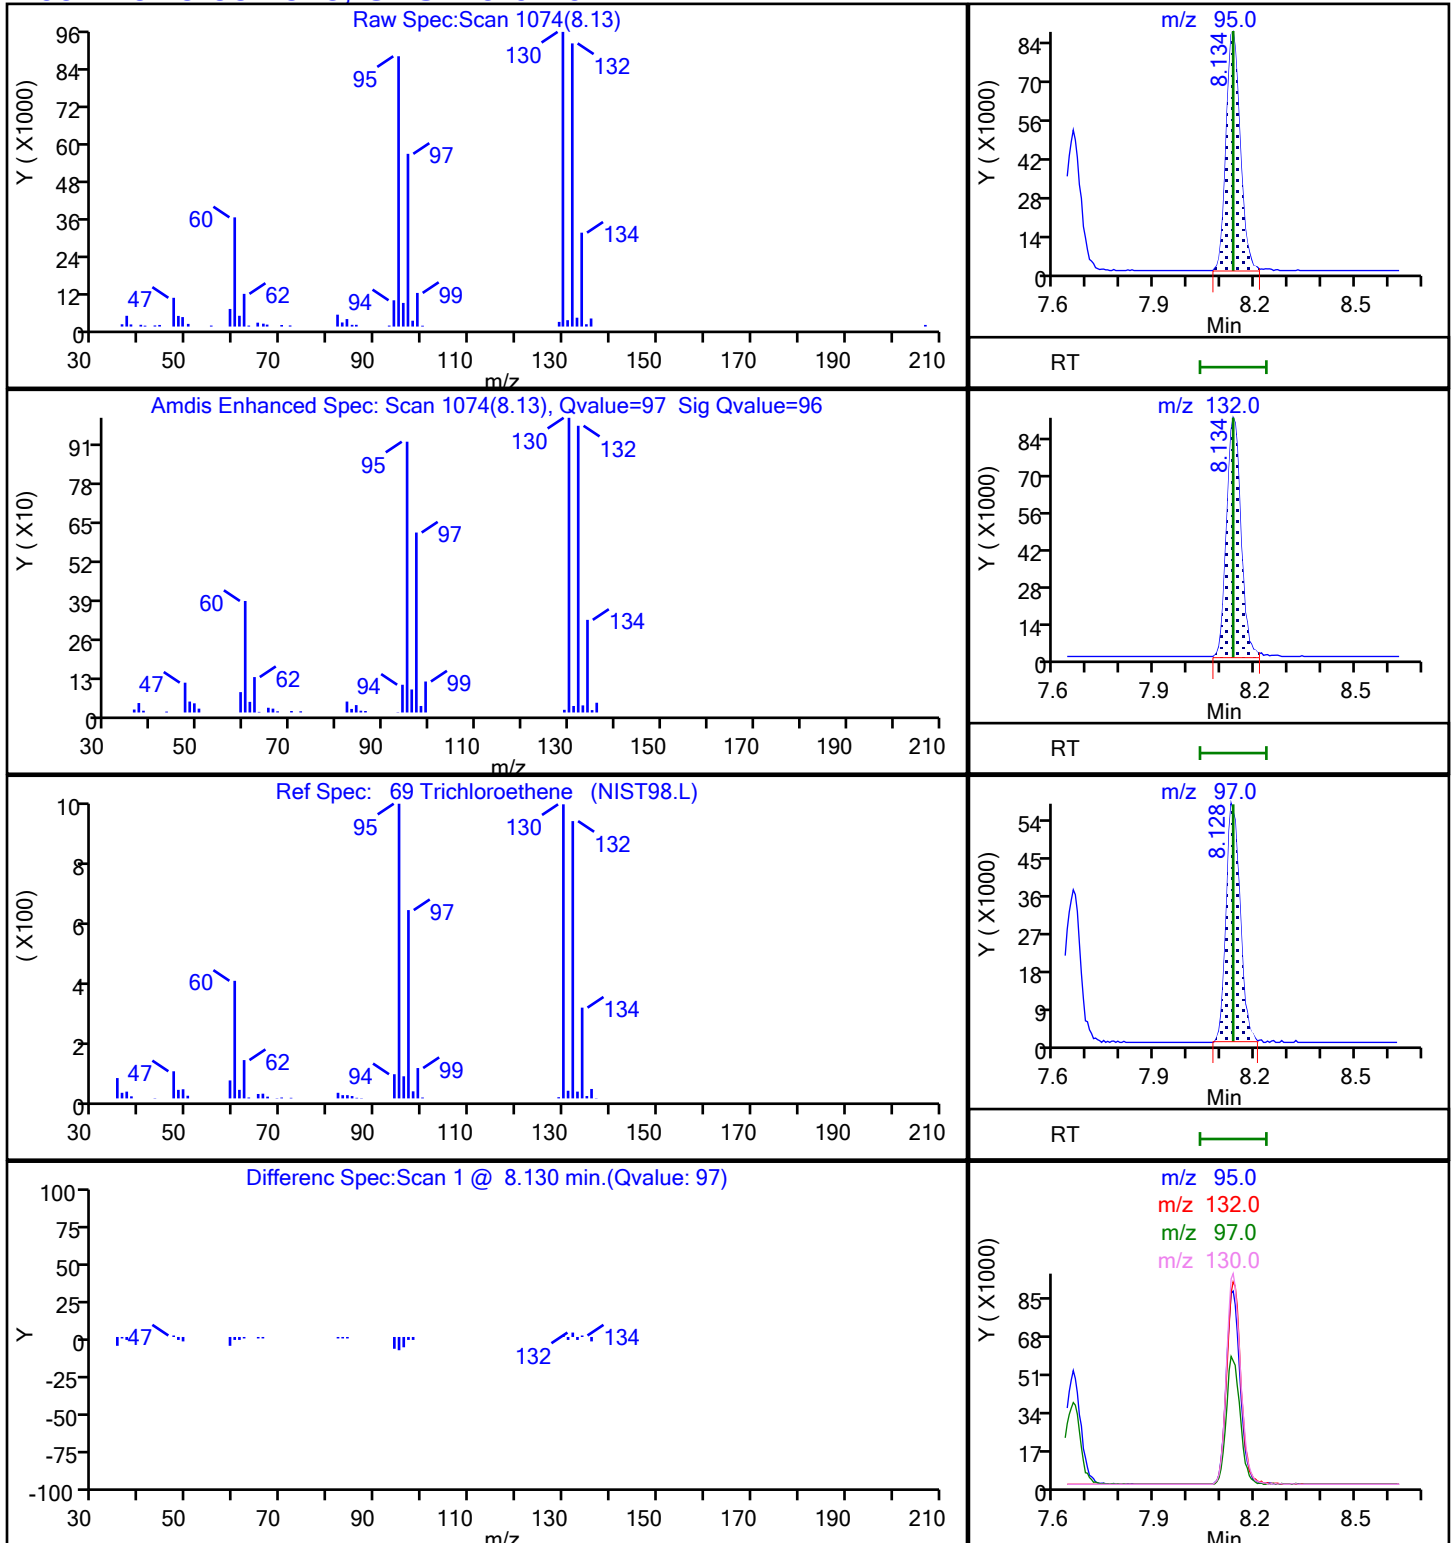 Raw Spec:Scan 1074(8.13)
Y ( X1000)
96
84
72
60
48
36
24
12
0
47
60
62
94
95
97
99
130
132
134
30 50 70 90 110 130 150 170 190 210
m/z
m/z 95.0
Y ( X1000)
84
70
56
42
28
14
0
8.134
7.6 7.9 8.2 8.5
Min
RT
Amdis Enhanced Spec: Scan 1074(8.13), Qvalue=97 Sig Qvalue=96
Y ( X10)
91
78
65
52
39
26
13
0
47
60
62
94
95
97
99
130
132
134
30 50 70 90 110 130 150 170 190 210
m/z
m/z 132.0
Y ( X1000)
84
70
56
42
28
14
0
8.134
7.6 7.9 8.2 8.5
Min
RT
Ref Spec: 69 Trichloroethene (NIST98.L)
( X100)
10
8
6
4
2
0
47
60
62
94
95
97
99
130
132
134
30 50 70 90 110 130 150 170 190 210
m/z
m/z 97.0
Y ( X1000)
54
45
36
27
18
9
0
8.128
7.6 7.9 8.2 8.5
Min
RT
Differenc Spec:Scan 1 @ 8.130 min.(Qvalue: 97)
Y
100
75
50
25
0
-25
-50
-75
-100
47
132
134
30 50 70 90 110 130 150 170 190 210
m/z
m/z 95.0
m/z 132.0
m/z 97.0
m/z 130.0
Y ( X1000)
85
68
51
34
17
0
7.6 7.9 8.2 8.5
Min